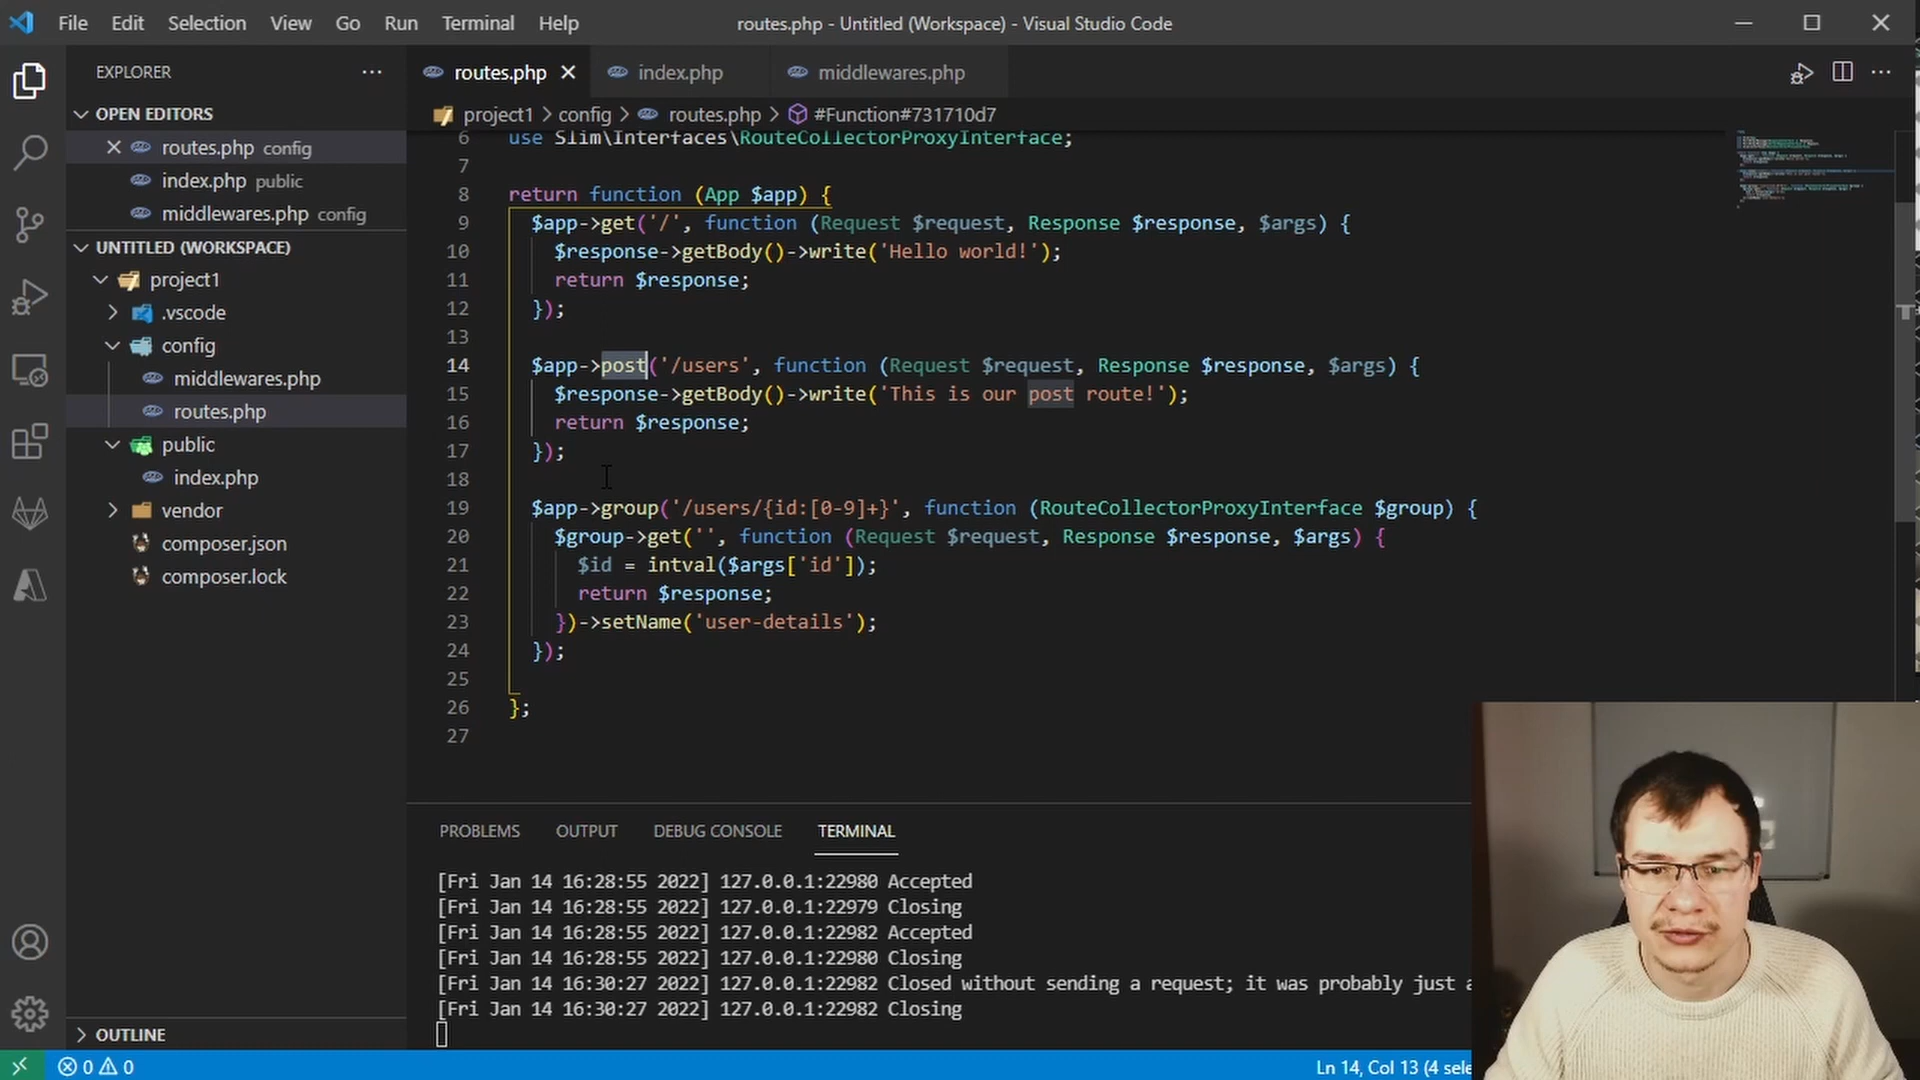 File Edit Selection View Go Run Terminal Help
routes.php - Untitled (Workspace) - Visual Studio Code
EXPLORER
OPEN EDITORS
routes.php config
index.php public
middlewares.php config
UNTITLED (WORKSPACE)
project1
.vscode
config
middlewares.php
routes.php
public
index.php
vendor
composer.json
composer.lock
OUTLINE
routes.php index.php middlewares.php
project1 > config > routes.php > #Function#731710d7
6 use Slim\Interfaces\RouteCollectorProxyInterface;
7
8 return function (App $app) {
9 $app->get('/', function (Request $request, Response $response, $args) {
10 $response->getBody()->write('Hello world!');
11 return $response;
12 });
13
14 $app->post('/users', function (Request $request, Response $response, $args) {
15 $response->getBody()->write('This is our post route!');
16 return $response;
17 });
18
19 $app->group('/users/{id:[0-9]+}', function (RouteCollectorProxyInterface $group) {
20 $group->get('', function (Request $request, Response $response, $args) {
21 $id = intval($args['id']);
22 return $response;
23 })->setName('user-details');
24 });
25
26 };
27
PROBLEMS OUTPUT DEBUG CONSOLE TERMINAL
[Fri Jan 14 16:28:55 2022] 127.0.0.1:22980 Accepted
[Fri Jan 14 16:28:55 2022] 127.0.0.1:22979 Closing
[Fri Jan 14 16:28:55 2022] 127.0.0.1:22982 Accepted
[Fri Jan 14 16:28:55 2022] 127.0.0.1:22980 Closing
[Fri Jan 14 16:30:27 2022] 127.0.0.1:22982 Closed without sending a request; it was probably just a
[Fri Jan 14 16:30:27 2022] 127.0.0.1:22982 Closing
0 0
Ln 14, Col 13 (4 sele